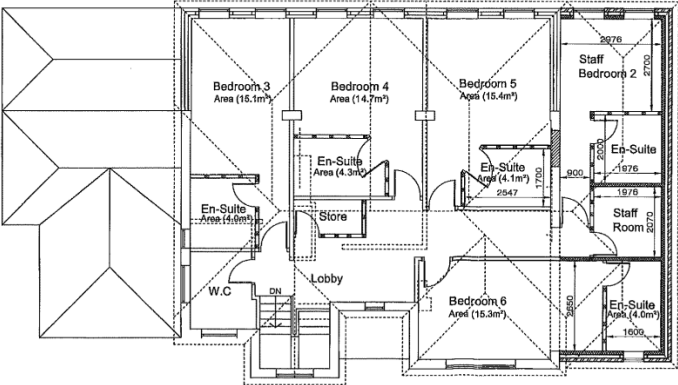 Bedroom 3
Area (15.1m²)
Bedroom 4
Area (14.7m²)
Bedroom 5
Area (15.4m²)
2976
Staff
Bedroom 2
2700
En-Suite
Area (4.3m²)
En-Suite
Area (4.1m²)
2547
1700
900
2000
En-Suite
1976
1976
Staff
Room
2070
En-Suite
Area (4.0m²)
Store
W.C
Lobby
DN
Bedroom 6
Area (15.3m²)
2650
En-Suite
Area (4.0m²)
1600